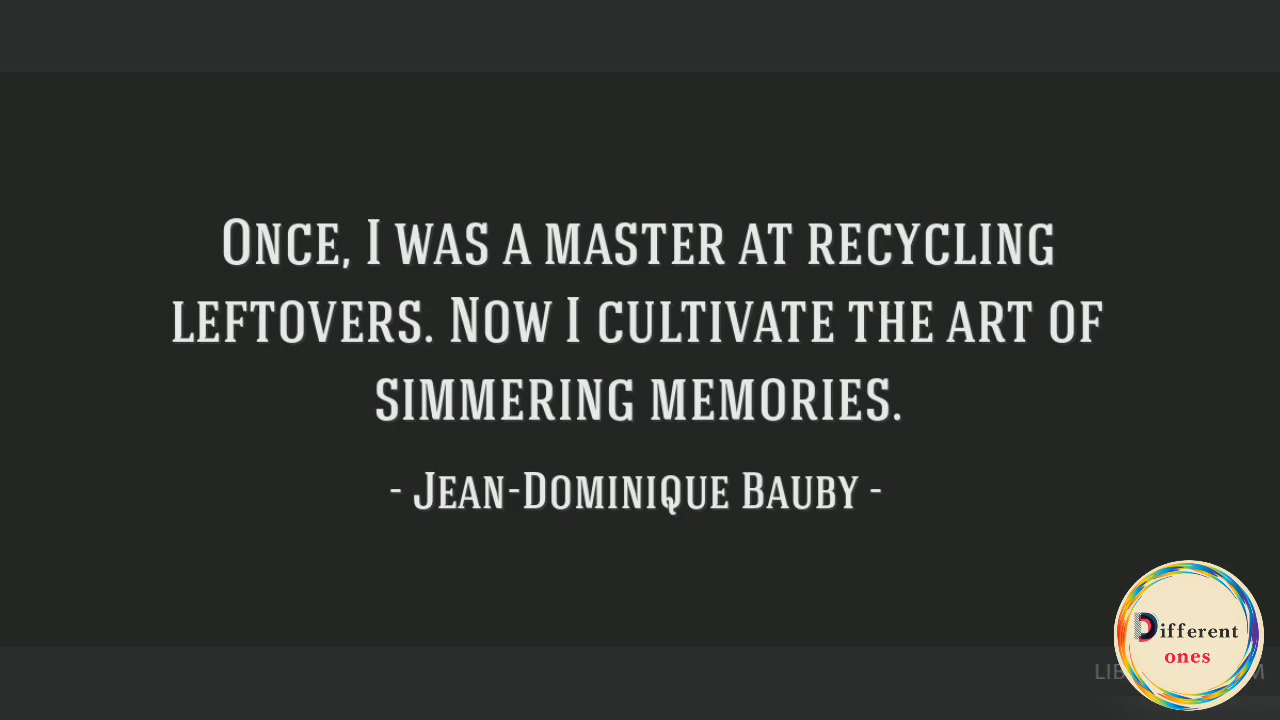 Once, I was a master at recycling
leftovers. Now I cultivate the art of
simmering memories.
- Jean-Dominique Bauby -
Different
ones